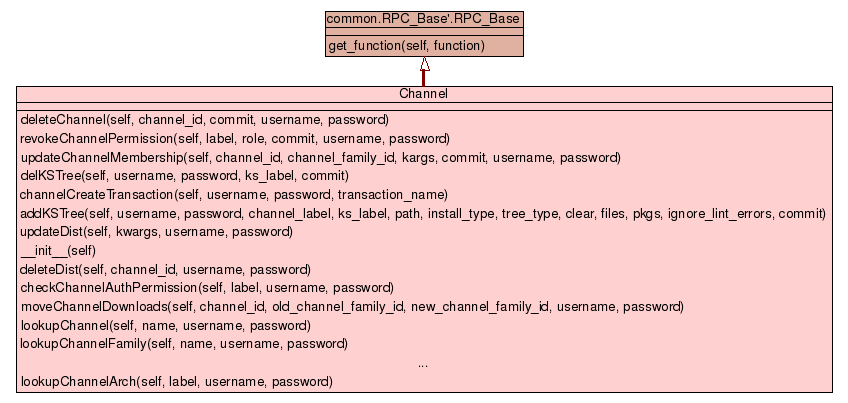 common.RPC_Base'.RPC_Base
get_function(self, function)
Channel
deleteChannel(self, channel_id, commit, username, password)
revokeChannelPermission(self, label, role, commit, username, password)
updateChannelMembership(self, channel_id, channel_family_id, kargs, commit, username, password)
delKSTree(self, username, password, ks_label, commit)
channelCreateTransaction(self, username, password, transaction_name)
addKSTree(self, username, password, channel_label, ks_label, path, install_type, tree_type, clear, files, pkgs, ignore_lint_errors, commit)
updateDist(self, kwargs, username, password)
__init__(self)
deleteDist(self, channel_id, username, password)
checkChannelAuthPermission(self, label, username, password)
moveChannelDownloads(self, channel_id, old_channel_family_id, new_channel_family_id, username, password)
lookupChannel(self, name, username, password)
lookupChannelFamily(self, name, username, password)
...
lookupChannelArch(self, label, username, password)